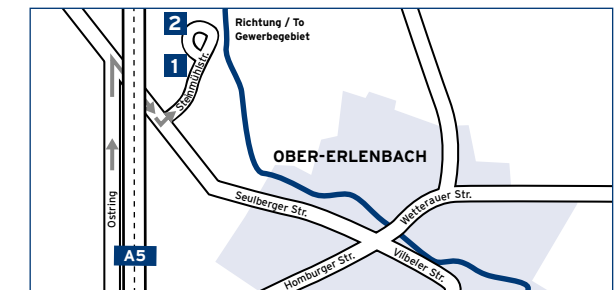 2
Richtung / To
Gewerbegebiet
1
Steinmühlstr.
OBER-ERLENBACH
Ostring
Seulberger Str.
Wetterauer Str.
A5
Homburger Str.
Vilbeler Str.